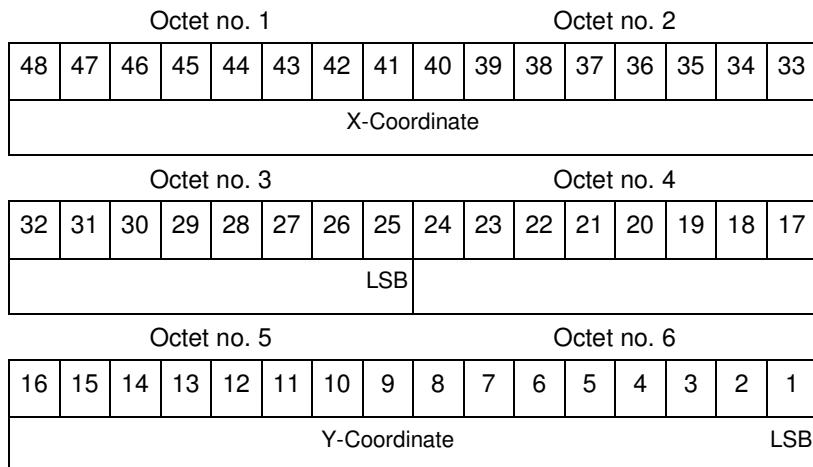 Octet no. 1 Octet no. 2
48 47 46 45 44 43 42 41 40 39 38 37 36 35 34 33
X-Coordinate
Octet no. 3 Octet no. 4
32 31 30 29 28 27 26 25 24 23 22 21 20 19 18 17
LSB
Octet no. 5 Octet no. 6
16 15 14 13 12 11 10 9 8 7 6 5 4 3 2 1
Y-Coordinate LSB